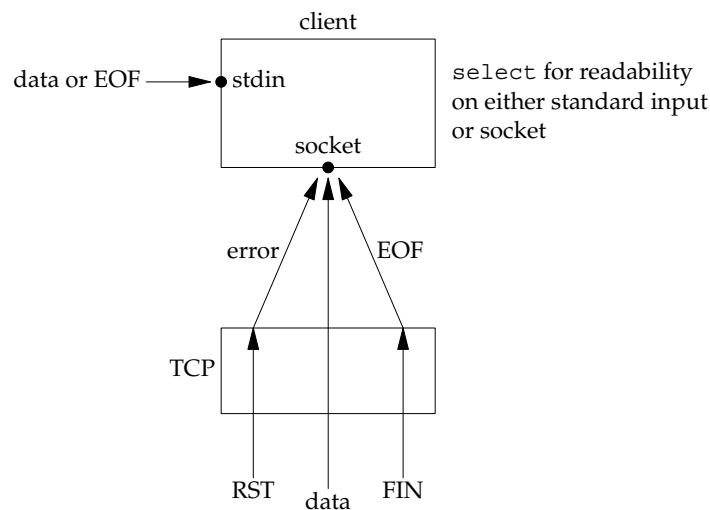 client
data or EOF
stdin
select for readability
on either standard input
or socket
socket
error
EOF
TCP
RST
data
FIN